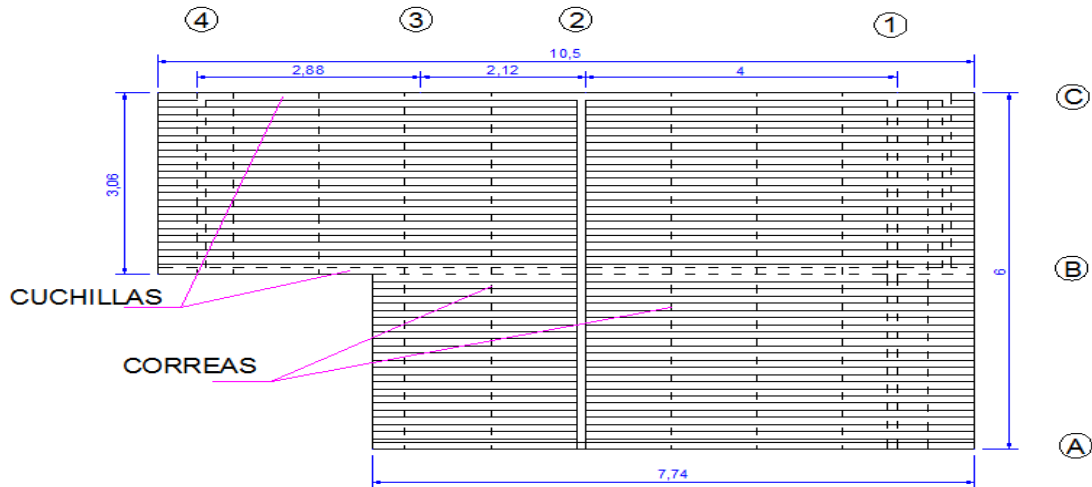 4 3 2 1
10,5
2,88 2,12 4
C
3,06
B
6
CUCHILLAS
CORREAS
A
7,74